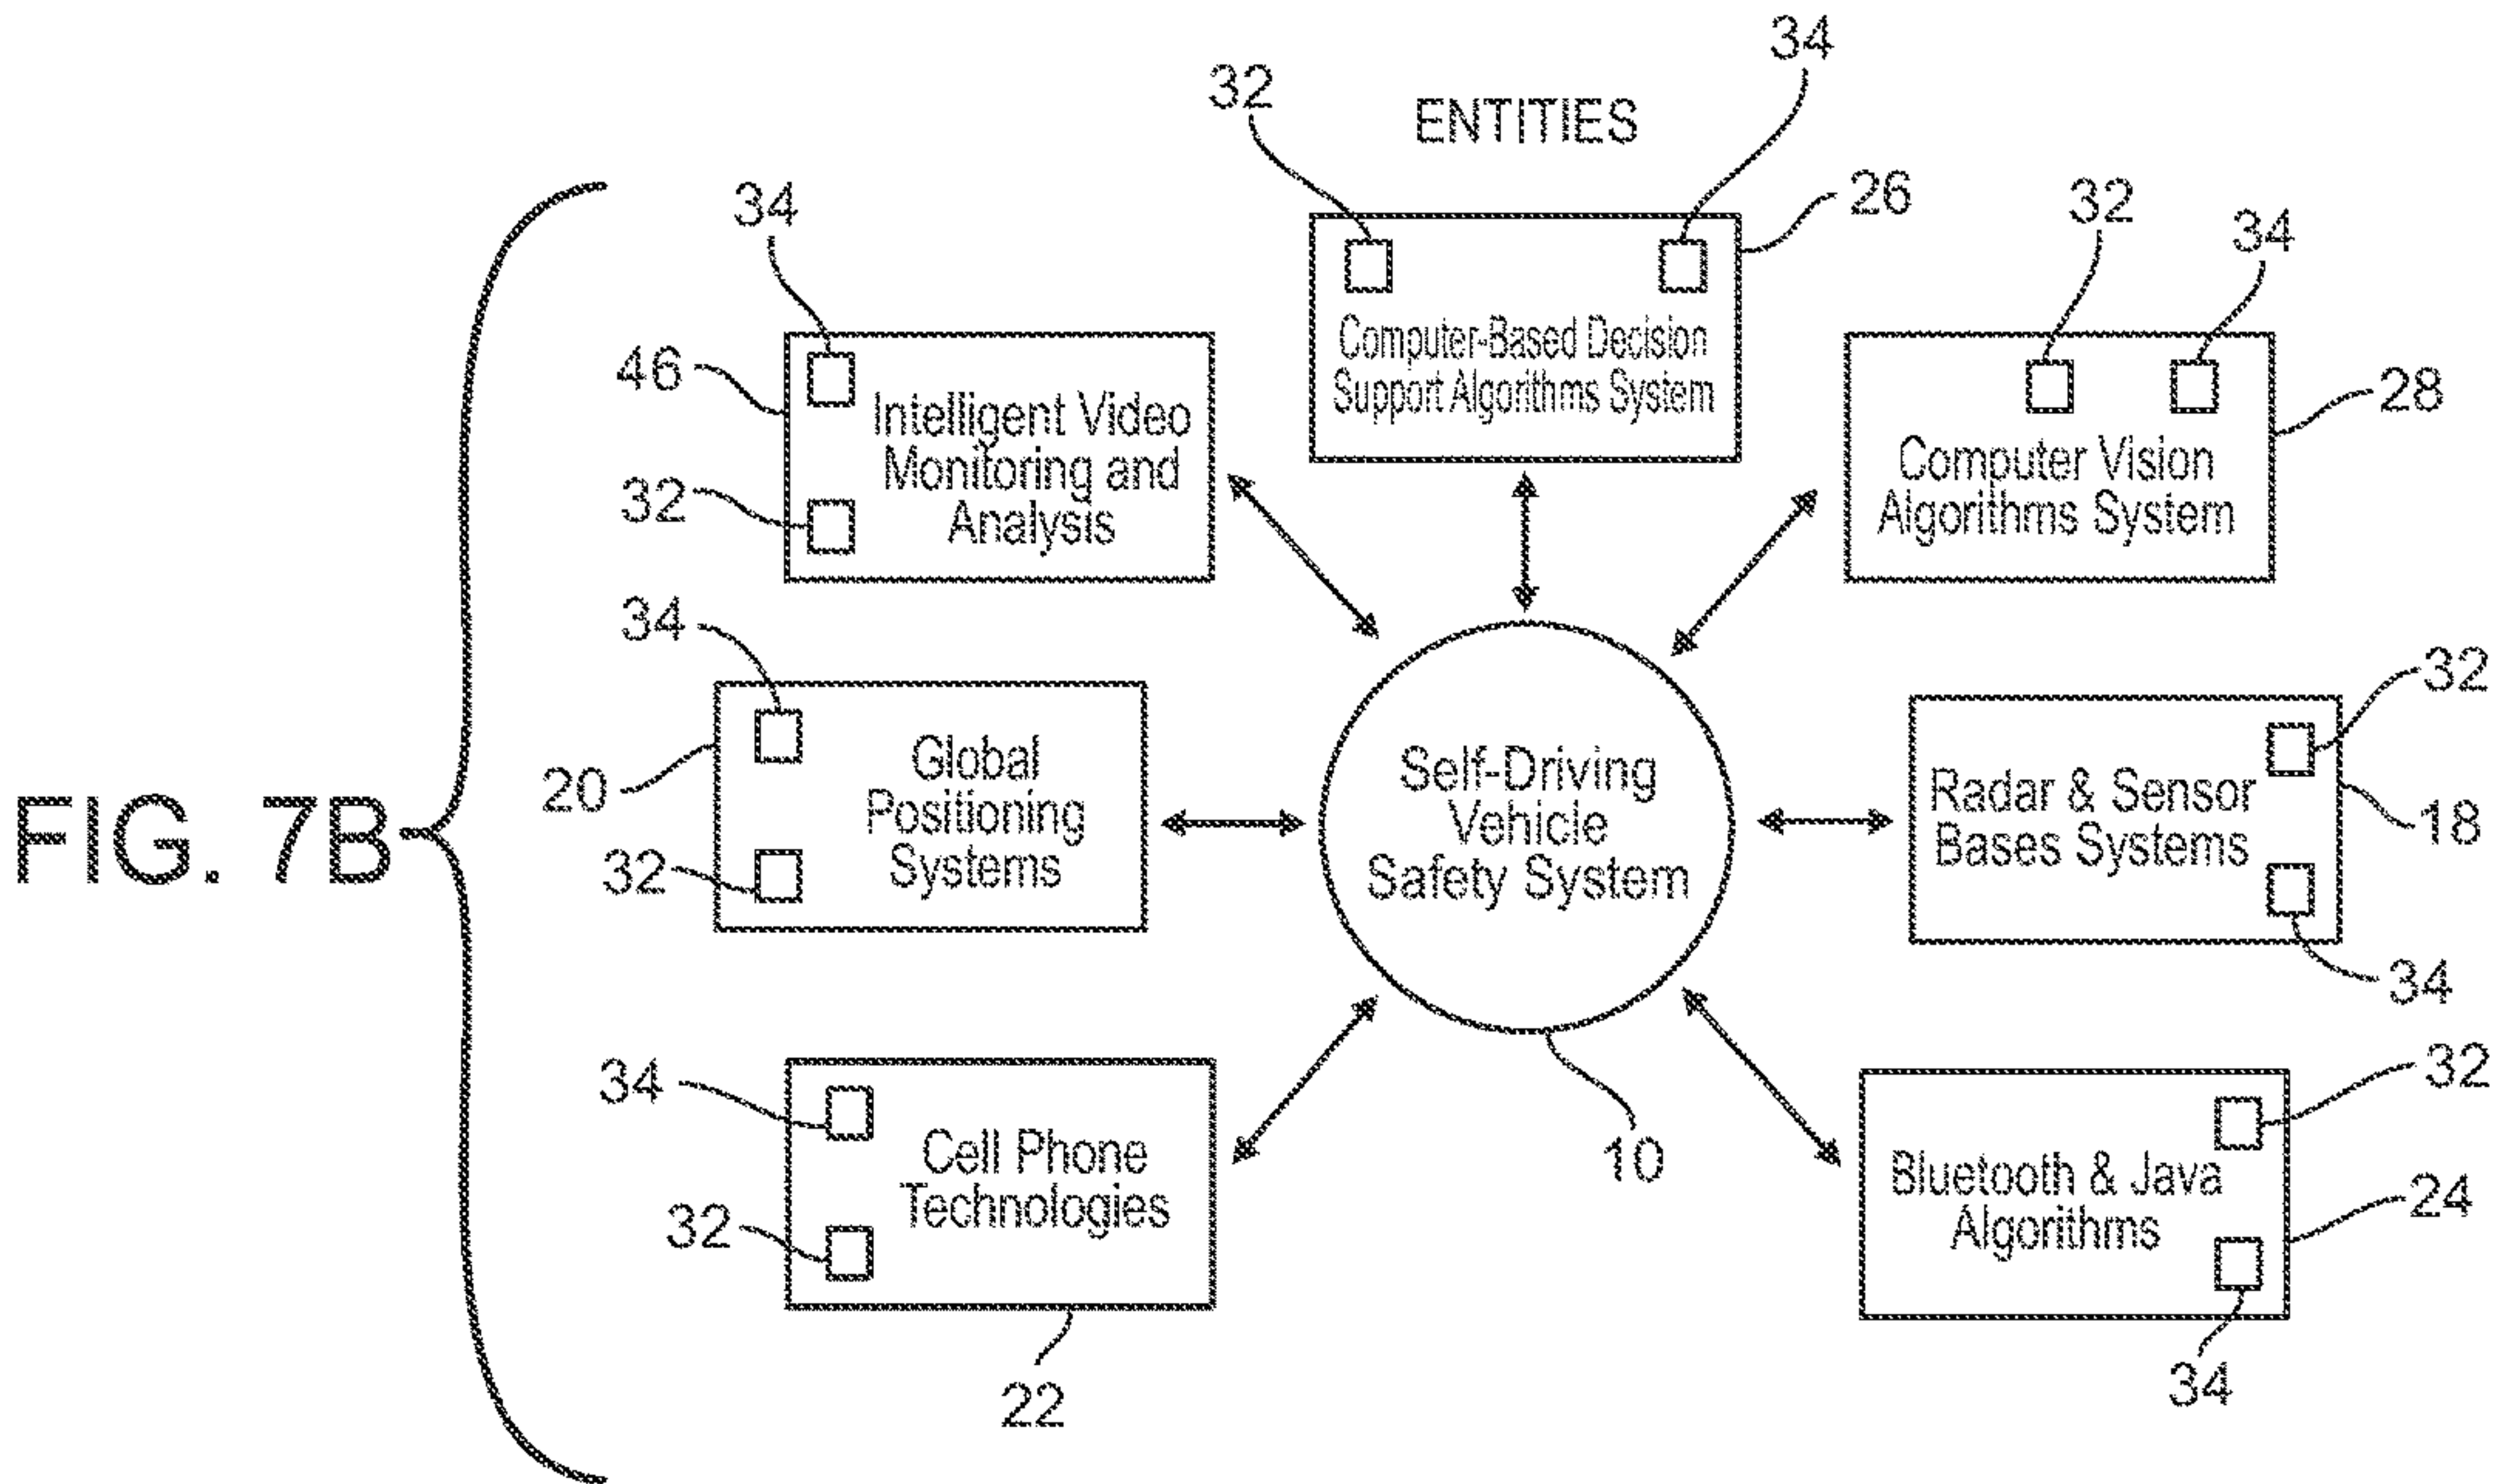 FIG. 7B
ENTITIES
32
34
26
Computer-Based Decision
Support Algorithms System
34
46
32
Intelligent Video
Monitoring and
Analysis
32
34
28
Computer Vision
Algorithms System
34
20
32
Global
Positioning
Systems
Self-Driving
Vehicle
Safety System
10
32
18
34
Radar & Sensor
Bases Systems
34
32
Cell Phone
Technologies
22
32
24
34
Bluetooth & Java
Algorithms